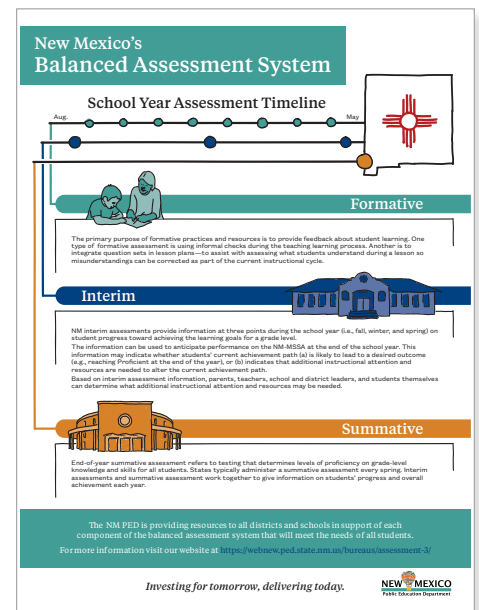 New Mexico's
Balanced Assessment System
School Year Assessment Timeline
Aug.
May
Formative
The primary purpose of formative practices and resources is to provide feedback about student learning. One
type of formative assessment is using informal checks during the teaching learning process. Another is to
integrate question sets in lesson plans—to assist with assessing what students understand during a lesson so
misunderstandings can be corrected as part of the current instructional cycle.
Interim
NM interim assessments provide information at three points during the school year (i.e., fall, winter, and spring) on
student progress toward achieving the learning goals for a grade level.
The information can be used to anticipate performance on the NM-MSSA at the end of the school year. This
information may indicate whether students' current achievement path (a) is likely to lead to a desired outcome
(e.g., reaching Proficient at the end of the year), or (b) indicates that additional instructional attention and
resources are needed to alter the current achievement path.
Based on interim assessment information, parents, teachers, school and district leaders, and students themselves
can determine what additional instructional attention and resources may be needed.
Summative
End-of-year summative assessment refers to testing that determines levels of proficiency on grade-level
knowledge and skills for all students. States typically administer a summative assessment every spring. Interim
assessments and summative assessment work together to give information on students' progress and overall
achievement each year.
The NM PED is providing resources to all districts and schools in support of each
component of the balanced assessment system that will meet the needs of all students.
For more information visit our website at https://webnew.ped.state.nm.us/bureaus/assessment-3/
Investing for tomorrow, delivering today.
NEW MEXICO
Public Education Department